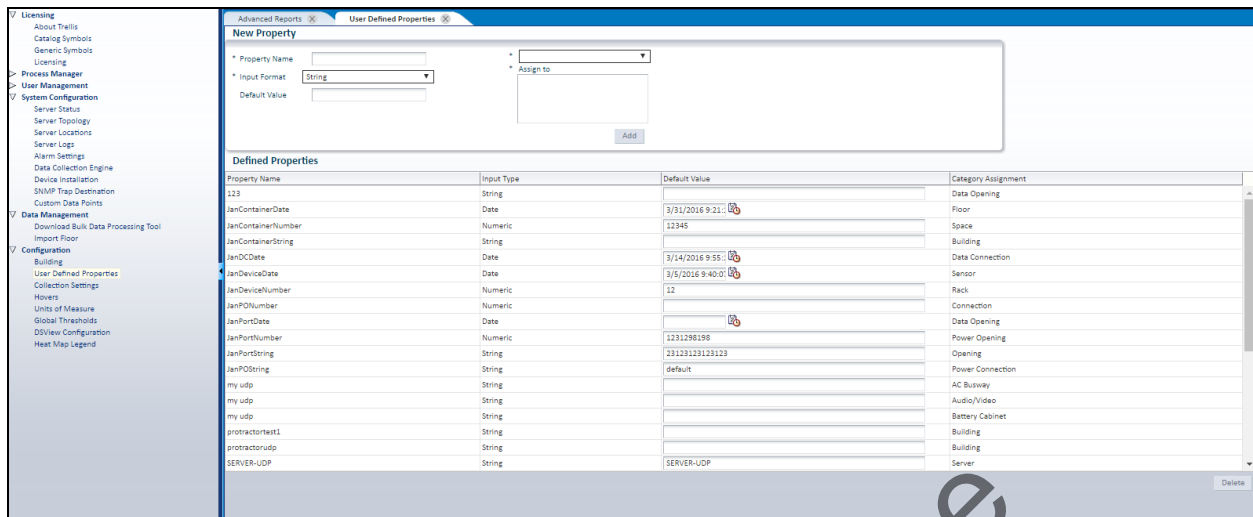 Licensing
About Trellis
Catalog Symbols
Generic Symbols
Licensing
Process Manager
User Management
System Configuration
Server Status
Server Topology
Server Locations
Server Logs
Alarm Settings
Data Collection Engine
Device Installation
SNMP Trap Destination
Custom Data Points
Data Management
Download Bulk Data Processing Tool
Import Floor
Configuration
Building
User Defined Properties
Collection Settings
Hovers
Units of Measure
Global Thresholds
DSView Configuration
Heat Map Legend
Advanced Reports User Defined Properties
New Property
* Property Name
* Input Format String
Default Value
*
* Assign to
Add
Defined Properties
Property Name Input Type Default Value Category Assignment
123 String Data Opening
JanContainerDate Date 3/31/2016 9:21: Floor
JanContainerNumber Numeric 12345 Space
JanContainerString String Building
JanDCDate Date 3/14/2016 9:55: Data Connection
JanDeviceDate Date 3/5/2016 9:40:0 Sensor
JanDeviceNumber Numeric 12 Rack
JanPONumber Numeric Connection
JanPortDate Date Data Opening
JanPortNumber Numeric 1231298198 Power Opening
JanPortString String 23123123123123 Opening
JanPOString String default Power Connection
my udp String AC Busway
my udp String Audio/Video
my udp String Battery Cabinet
protractortest1 String Building
protractorudp String Building
SERVER-UDP String SERVER-UDP Server
Delete
e